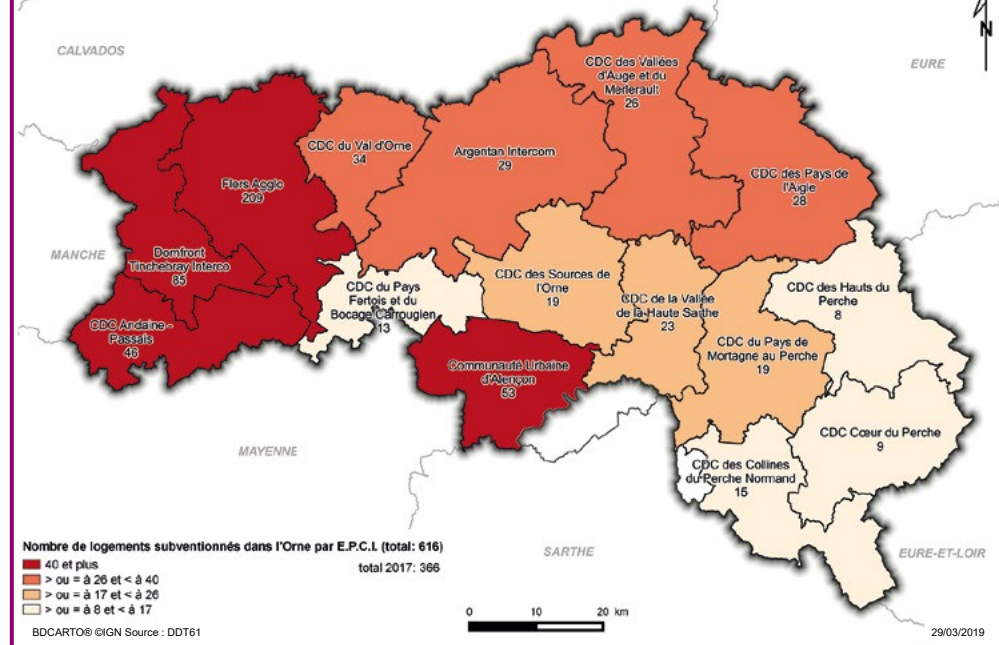 N
CALVADOS
EURE
MANCHE
MAYENNE
SARTHE
EURE-ET-LOIR
CDC des Vallées
d'Auge et du
Merlerault
26
CDC du Val d'Orne
34
Argentan Intercom
29
CDC des Pays de
l'Aigle
28
Flers Agglo
209
Domfront
Tinchebray Interco
85
CDC Andaine -
Passais
46
CDC du Pays
Fertois et du
Bocage Carrougien
13
CDC des Sources de
l'Orne
19
CDC de la Vallée
de la Haute Sarthe
23
CDC des Hauts du
Perche
8
CDC du Pays de
Mortagne au Perche
19
Communauté Urbaine
d'Alençon
53
CDC Cœur du Perche
9
CDC des Collines
du Perche Normand
15
Nombre de logements subventionnés dans l'Orne par E.P.C.I. (total: 616)
total 2017: 366
40 et plus
> ou = à 26 et < à 40
> ou = à 17 et < à 26
> ou = à 8 et < à 17
0 10 20 km
BDCARTO® ©IGN Source : DDT61
29/03/2019